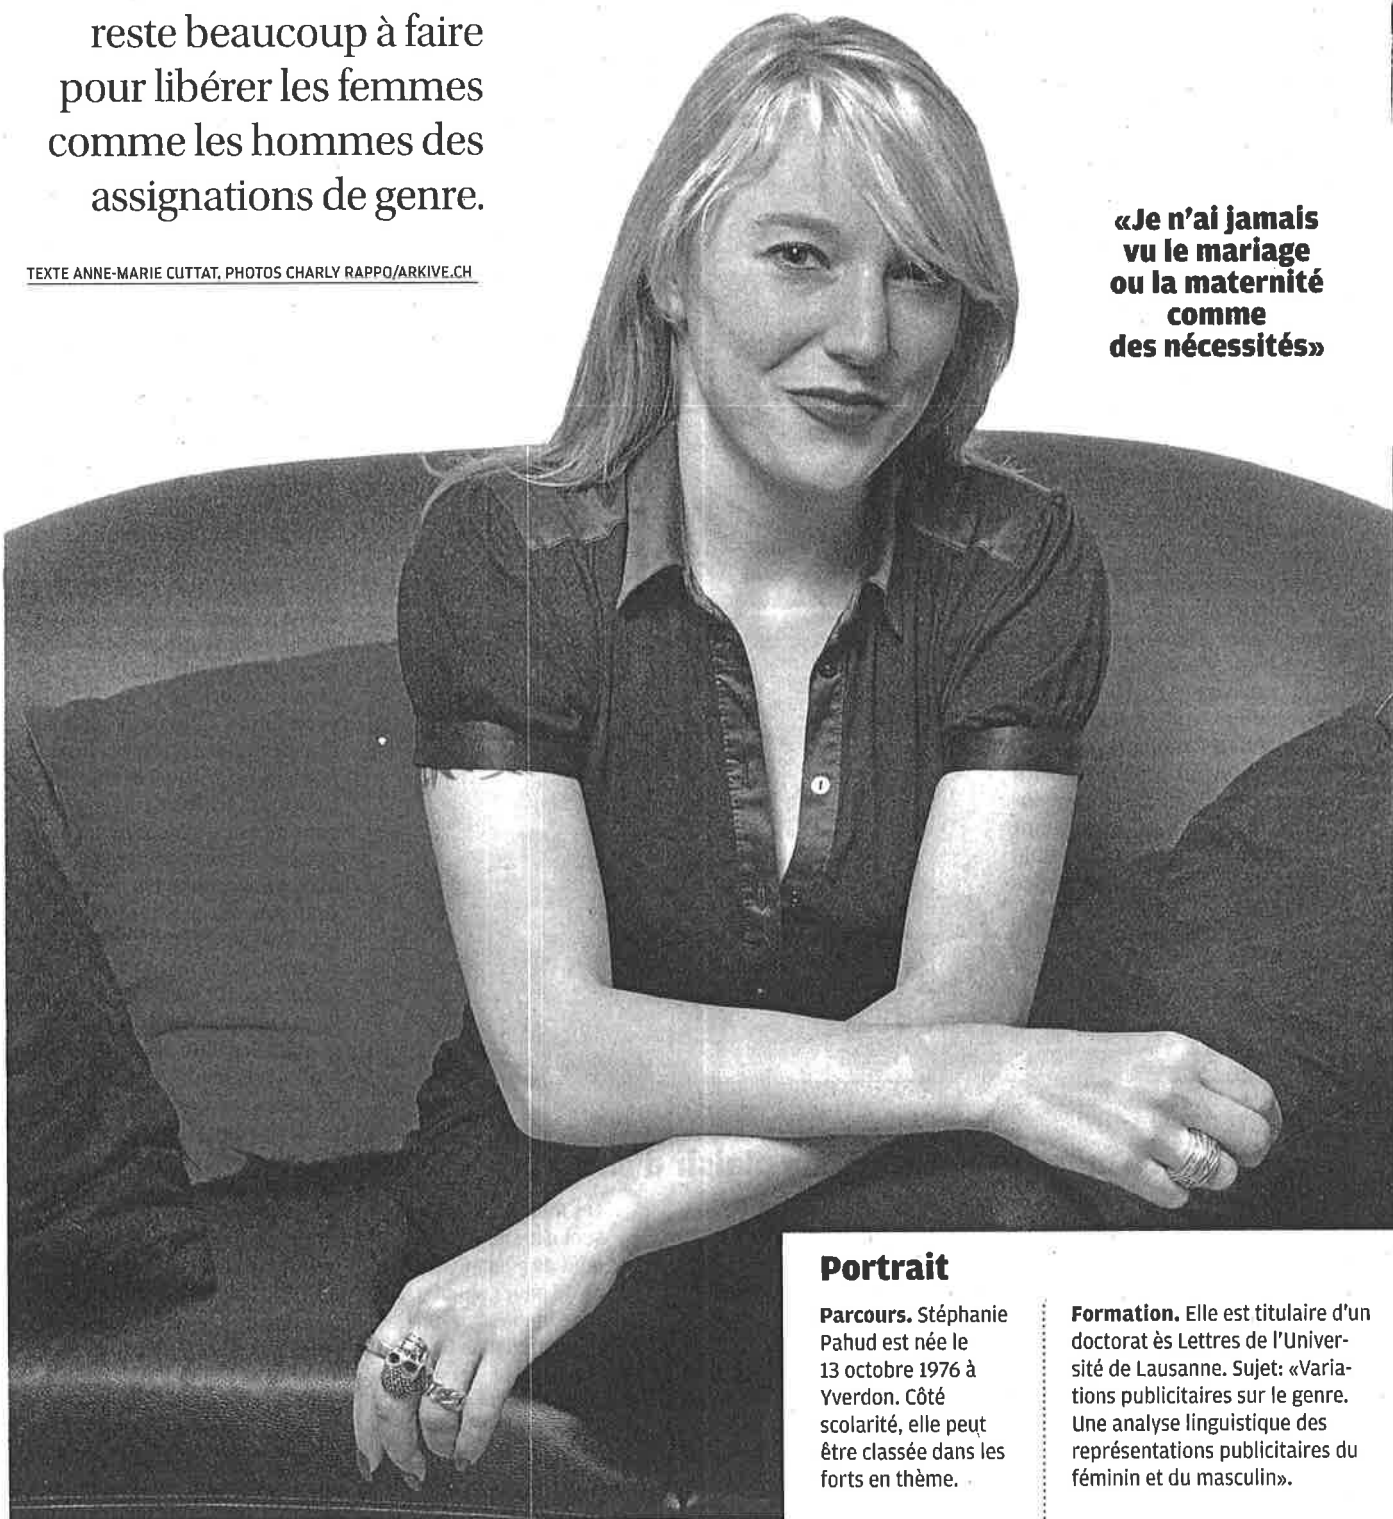 reste beaucoup à faire
pour libérer les femmes
comme les hommes des
assignations de genre.
TEXTE ANNE-MARIE CUTTAT, PHOTOS CHARLY RAPPO/ARKIVE.CH
«Je n’ai jamais
vu le mariage
ou la maternité
comme
des nécessités»
Portrait
Parcours. Stéphanie
Pahud est née le
13 octobre 1976 à
Yverdon. Côté
scolarité, elle peut
être classée dans les
forts en thème.
Formation. Elle est titulaire d’un
doctorat ès Lettres de l’Univer-
sité de Lausanne. Sujet: «Varia-
tions publicitaires sur le genre.
Une analyse linguistique des
représentations publicitaires du
féminin et du masculin».